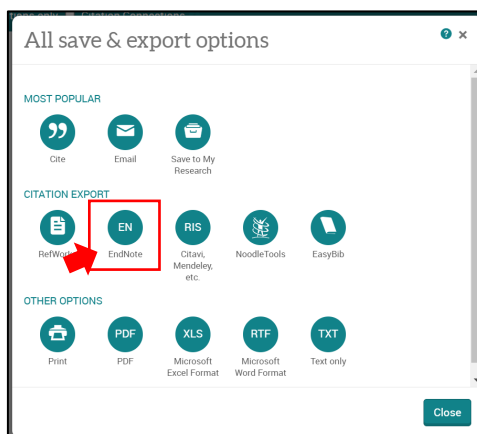 All save & export options
?
×
MOST POPULAR
Cite
Email
Save to My
Research
CITATION EXPORT
EN
RIS
EndNote
Citavi,
Mendeley,
etc.
NoodleTools
EasyBib
OTHER OPTIONS
PDF
XLS
RTF
TXT
Print
PDF
Microsoft
Excel Format
Microsoft
Word Format
Text only
Close